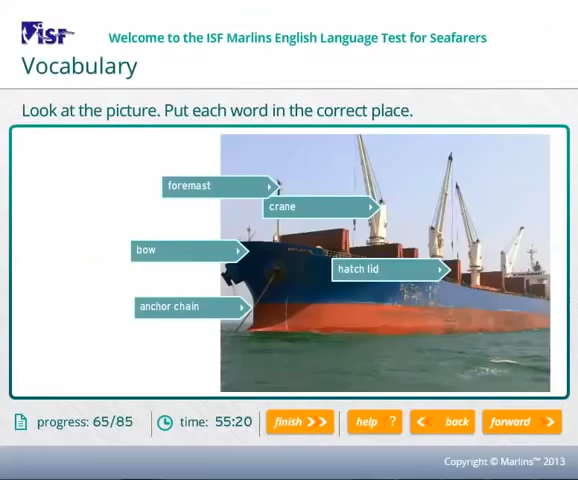 ISF
Welcome to the ISF Marlins English Language Test for Seafarers
Vocabulary
Look at the picture. Put each word in the correct place.
foremast
crane
bow
hatch lid
anchor chain
progress: 65/85
time: 55:20
finish >>
help ?
<< back
forward >
Copyright © Marlins™ 2013